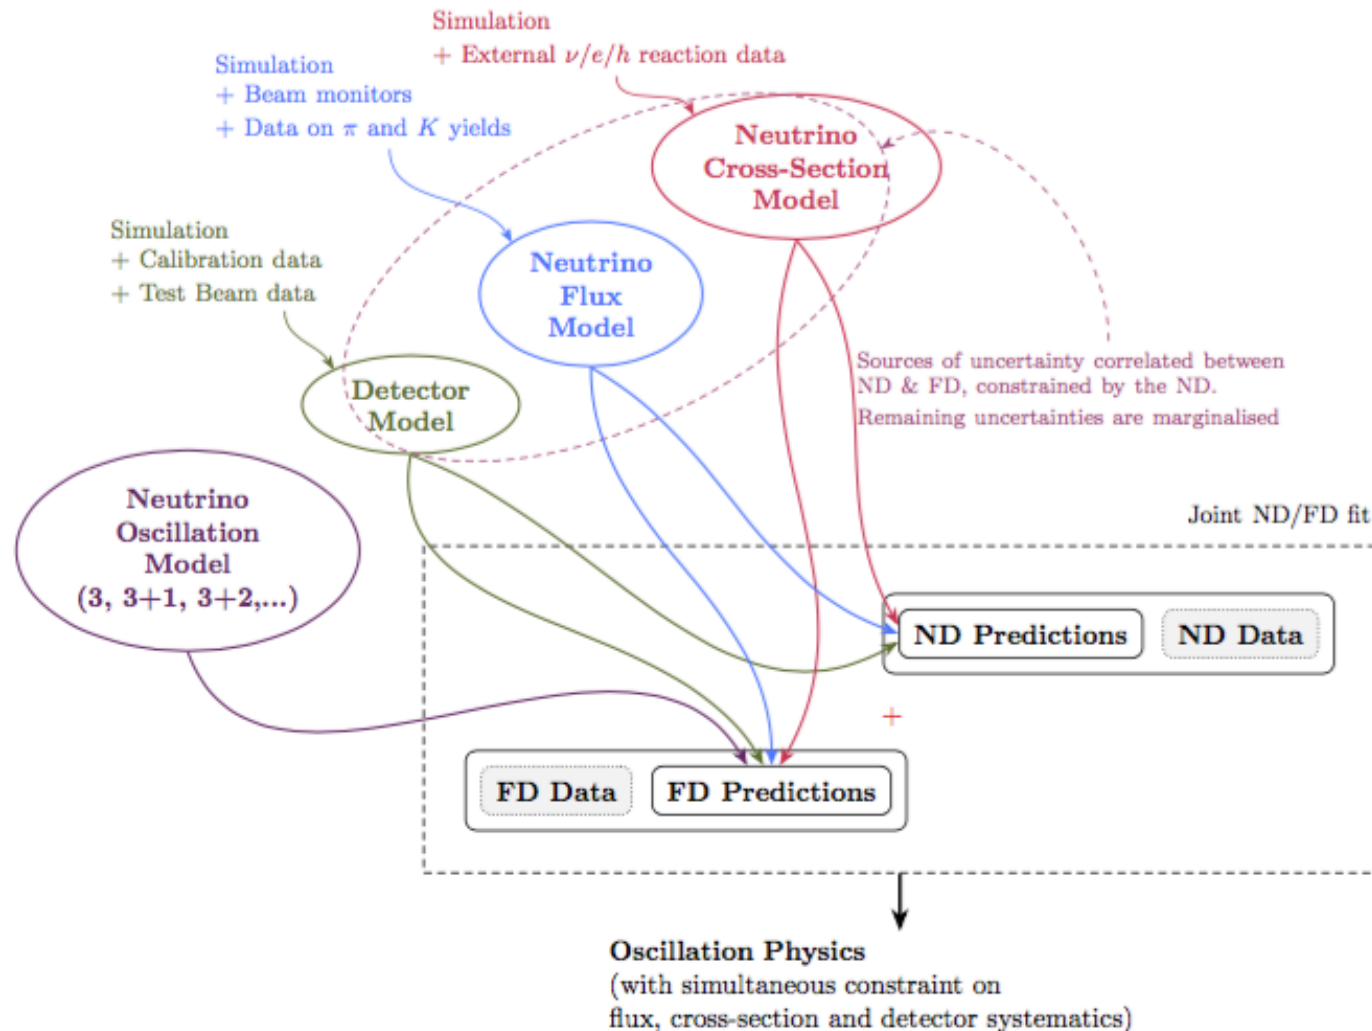 Simulation
+ External ν/e/h reaction data
Simulation
+ Beam monitors
+ Data on π and K yields
Neutrino
Cross-Section
Model
Simulation
+ Calibration data
+ Test Beam data
Neutrino
Flux
Model
Sources of uncertainty correlated between
ND & FD, constrained by the ND.
Remaining uncertainties are marginalised
Detector
Model
Neutrino
Oscillation
Model
(3, 3+1, 3+2,...)
Joint ND/FD fit
ND Predictions
ND Data
+
FD Data
FD Predictions
Oscillation Physics
(with simultaneous constraint on
flux, cross-section and detector systematics)